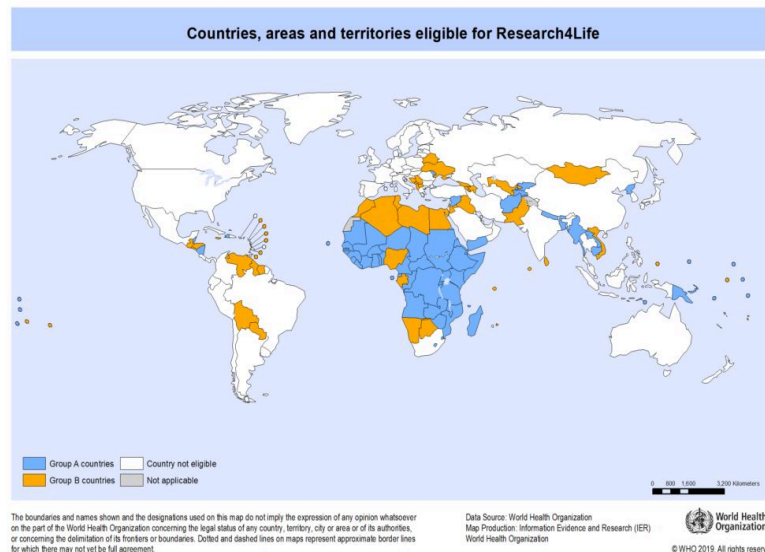 Countries, areas and territories eligible for Research4Life
Group A countries
Country not eligible
Group B countries
Not applicable
0 800 1,600 3,200 Kilometers
The boundaries and names shown and the designations used on this map do not imply the expression of any opinion whatsoever
on the part of the World Health Organization concerning the legal status of any country, territory, city or area or of its authorities,
or concerning the delimitation of its frontiers or boundaries. Dotted and dashed lines on maps represent approximate border lines
for which there may not yet be full agreement.
Data Source: World Health Organization
Map Production: Information Evidence and Research (IER)
World Health Organization
World Health
Organization
© WHO 2019. All rights reserv